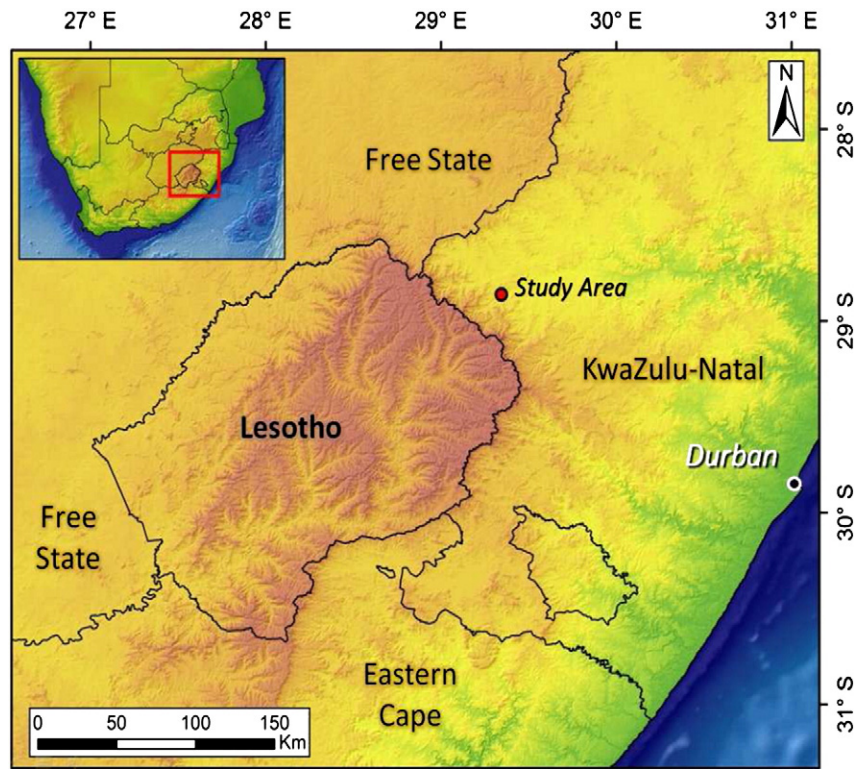 27° E
28° E
29° E
30° E
31° E
N
28° S
Free State
Study Area
29° S
KwaZulu-Natal
Lesotho
Durban
Free
State
30° S
Eastern
Cape
31° S
0 50 100 150
Km